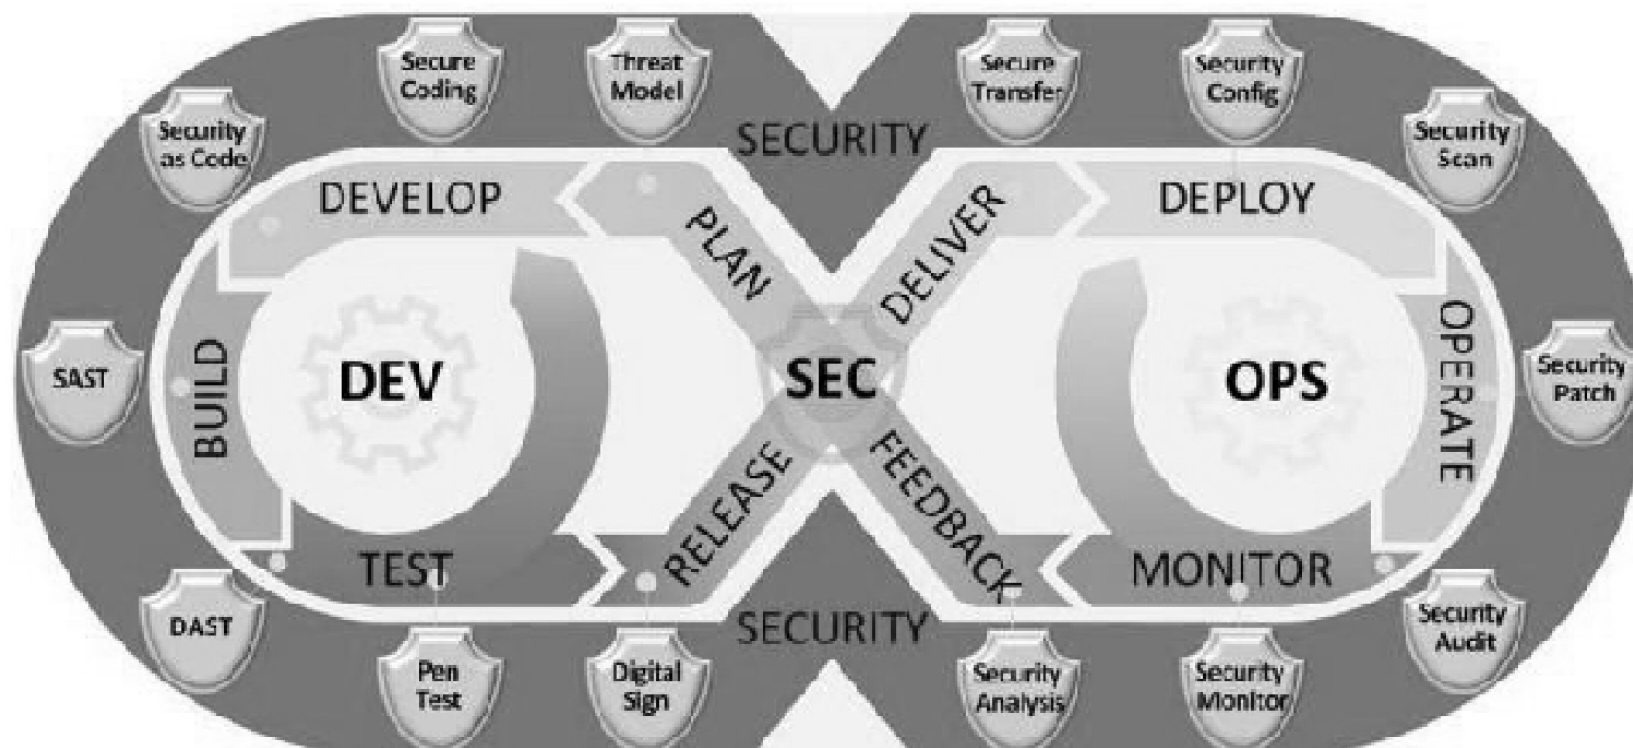 Secure
Coding
Threat
Model
Secure
Transfer
Security
Config
Security
as Code
SECURITY
Security
Scan
DEVELOP
PLAN
DELIVER
DEPLOY
SAST
BUILD
DEV
SEC
OPS
OPERATE
Security
Patch
TEST
RELEASE
FEEDBACK
MONITOR
DAST
SECURITY
Security
Audit
Pen
Test
Digital
Sign
Security
Analysis
Security
Monitor